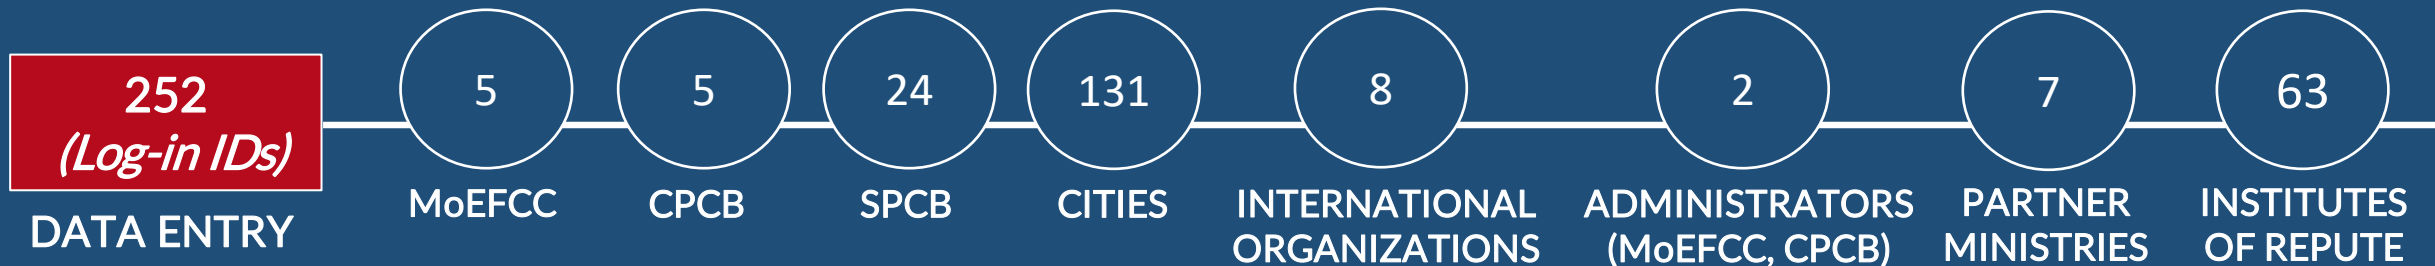 252
(Log-in IDs)
DATA ENTRY
5
MoEFCC
5
CPCB
24
SPCB
131
CITIES
8
INTERNATIONAL
ORGANIZATIONS
2
ADMINISTRATORS
(MoEFCC, CPCB)
7
PARTNER
MINISTRIES
63
INSTITUTES
OF REPUTE